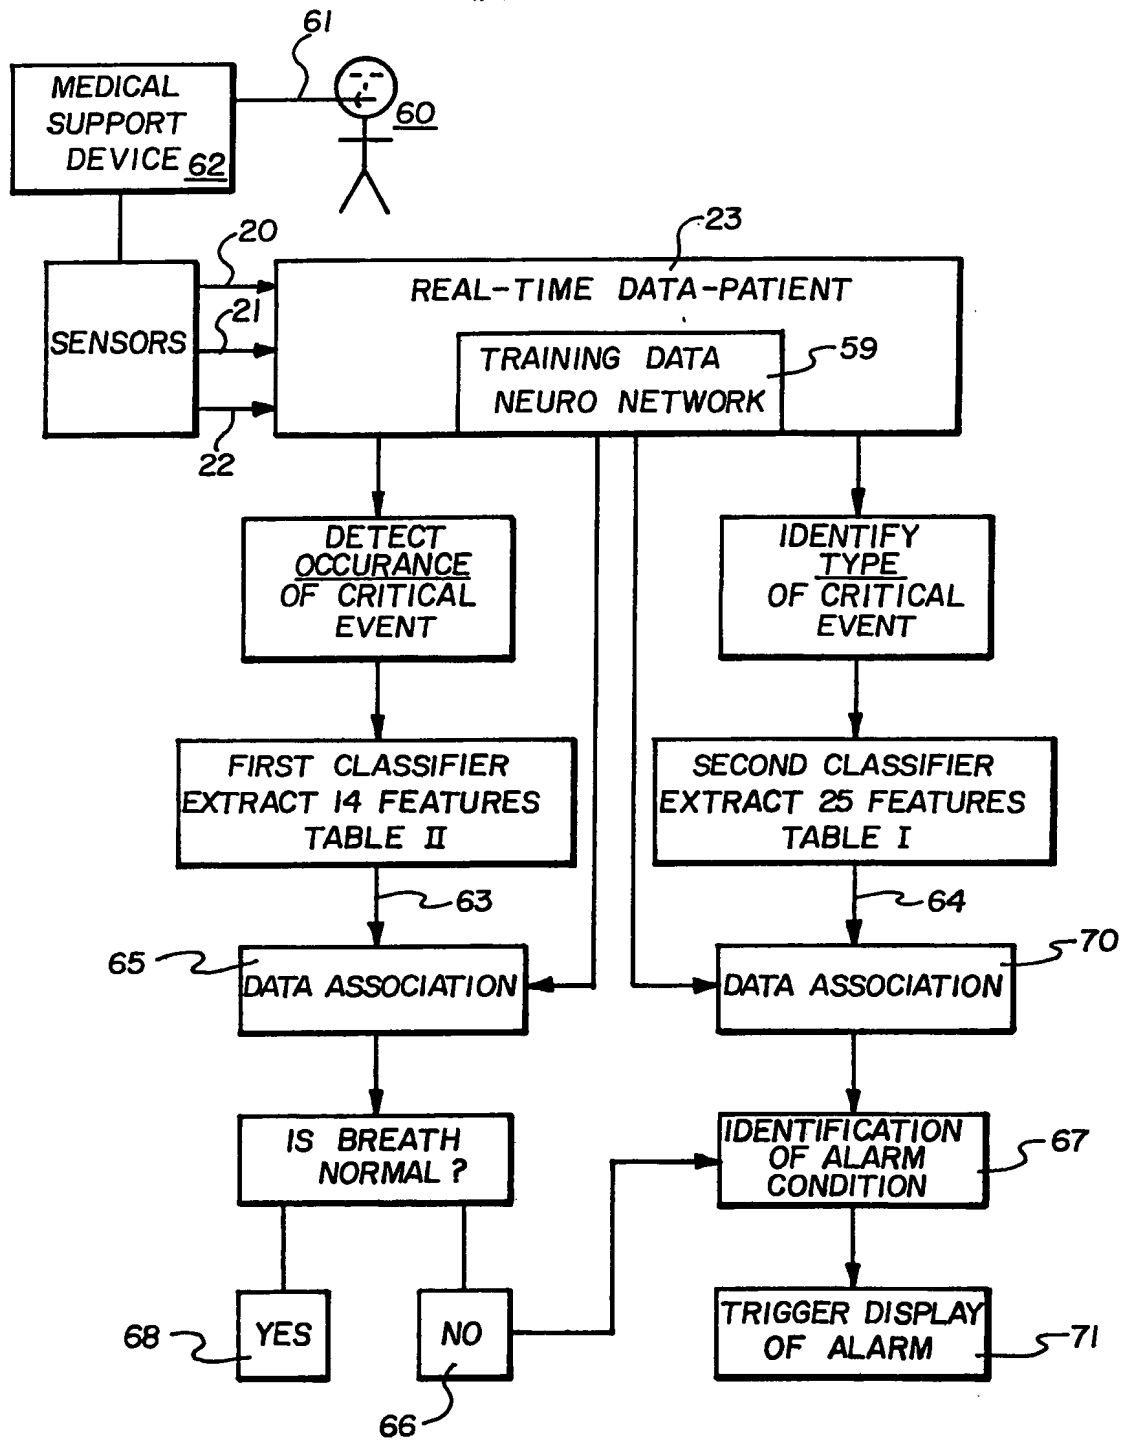 61
MEDICAL
SUPPORT
DEVICE 62
60
20
21
22
SENSORS
23
REAL-TIME DATA-PATIENT
TRAINING DATA
NEURO NETWORK
59
DETECT
OCCURANCE
OF CRITICAL
EVENT
IDENTIFY
TYPE
OF CRITICAL
EVENT
FIRST CLASSIFIER
EXTRACT 14 FEATURES
TABLE II
SECOND CLASSIFIER
EXTRACT 25 FEATURES
TABLE I
63
64
65
DATA ASSOCIATION
70
DATA ASSOCIATION
IS BREATH
NORMAL?
IDENTIFICATION
OF ALARM
CONDITION
67
68
YES
NO
66
TRIGGER DISPLAY
OF ALARM
71